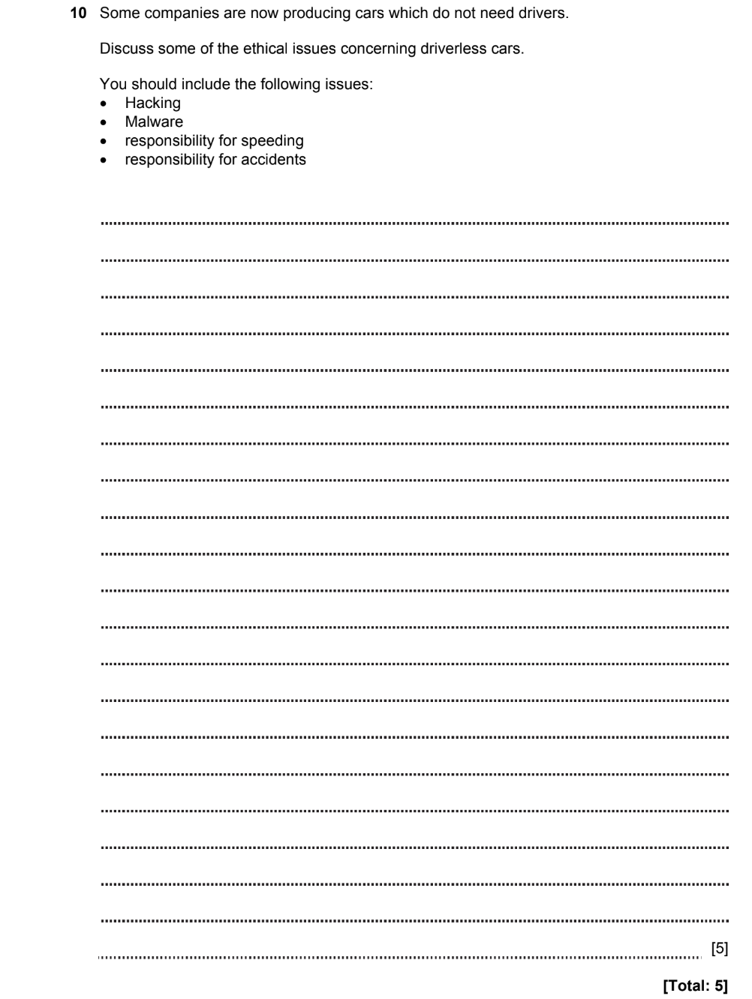 10 Some companies are now producing cars which do not need drivers.
Discuss some of the ethical issues concerning driverless cars.
You should include the following issues:
• Hacking
• Malware
• responsibility for speeding
• responsibility for accidents
[5]
[Total: 5]